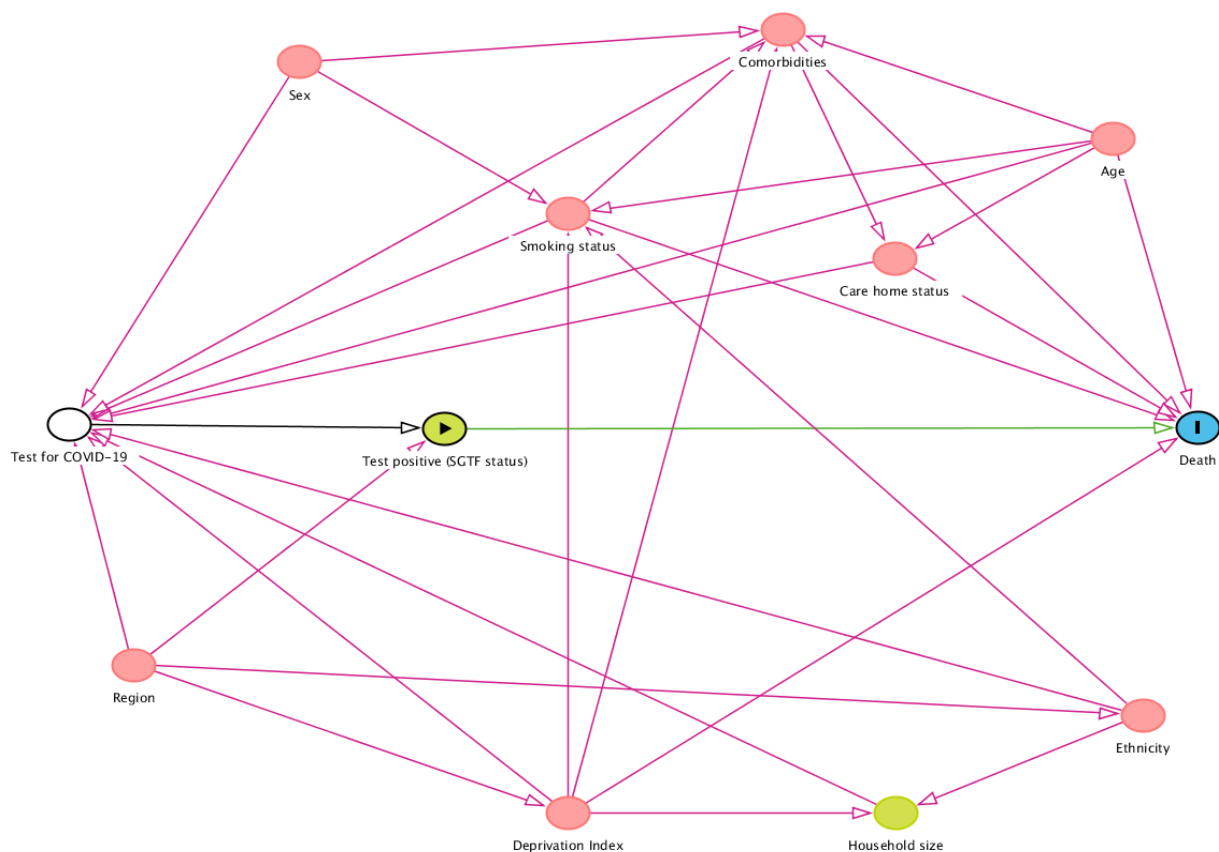 Comorbidities
Sex
Age
Smoking status
Care home status
Test for COVID-19
Test positive (SGTF status)
Death
Region
Ethnicity
Deprivation Index
Household size